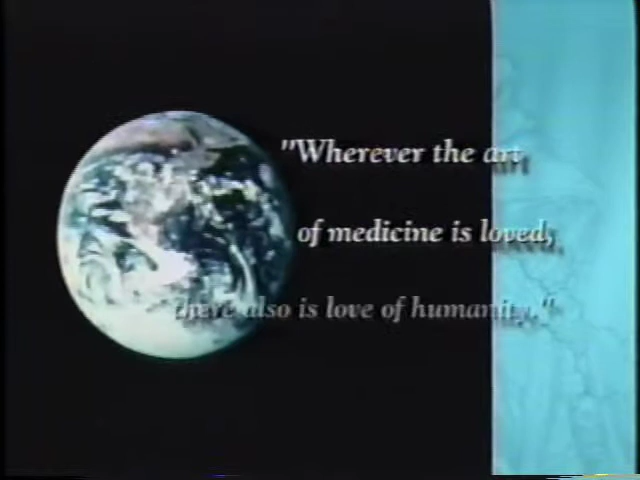 "Wherever the art
of medicine is loved,
there also is love of humanity."